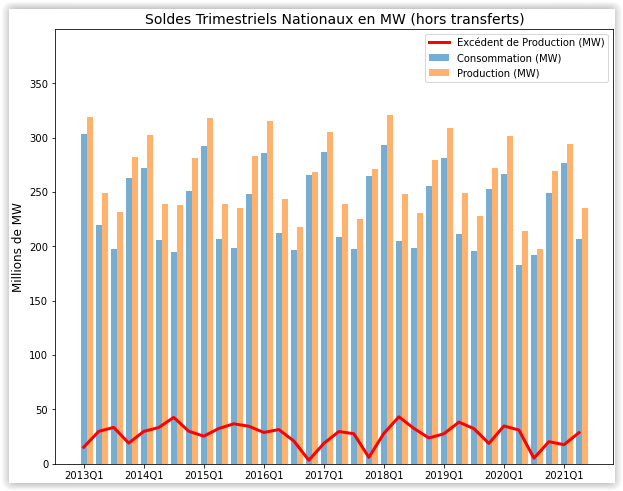 Soldes Trimestriels Nationaux en MW (hors transferts)
Excédent de Production (MW)
Consommation (MW)
Production (MW)
Millions de MW
350
300
250
200
150
100
50
0
2013Q1 2014Q1 2015Q1 2016Q1 2017Q1 2018Q1 2019Q1 2020Q1 2021Q1